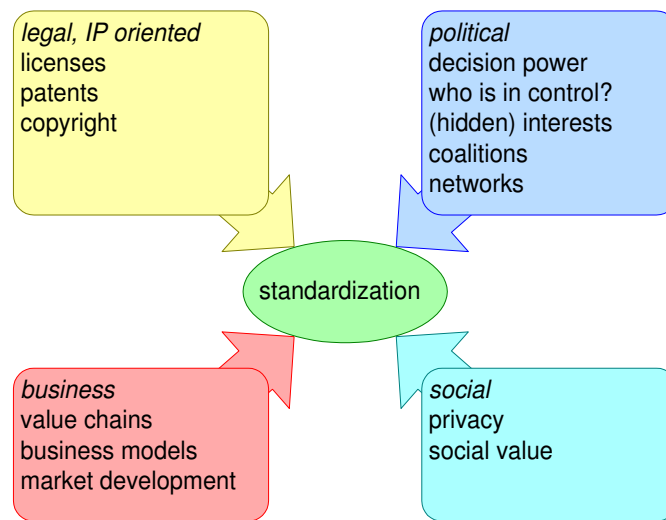 legal, IP oriented
licenses
patents
copyright
political
decision power
who is in control?
(hidden) interests
coalitions
networks
standardization
business
value chains
business models
market development
social
privacy
social value